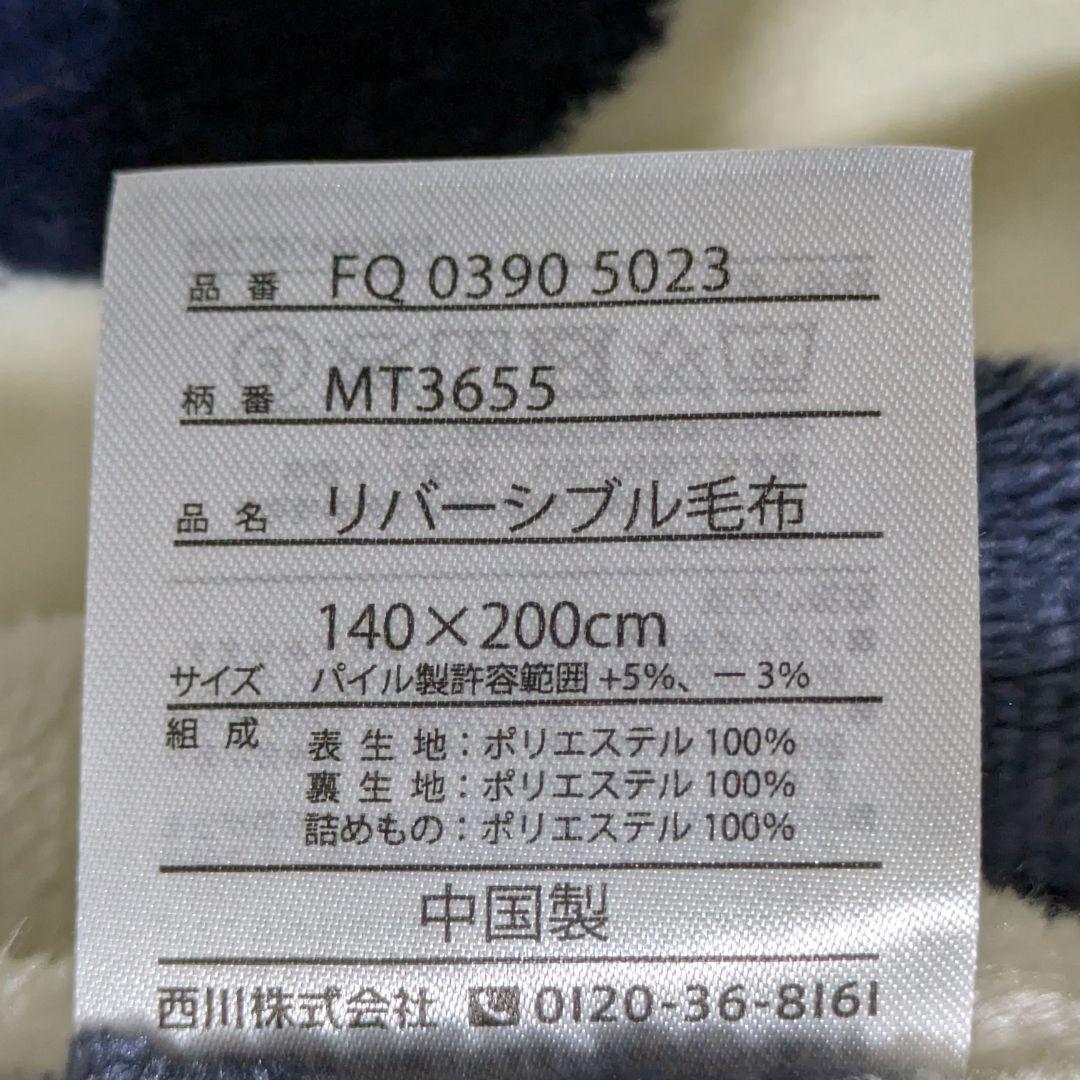 品番 FQ 0390 5023
柄番 MT3655
品名 リバーシブル毛布
140×200cm
サイズ パイル製許容範囲 +5%、－3%
組成 表生地：ポリエステル 100%
裏生地：ポリエステル 100%
詰めもの：ポリエステル 100%
中国製
西川株式会社 0120-36-8161